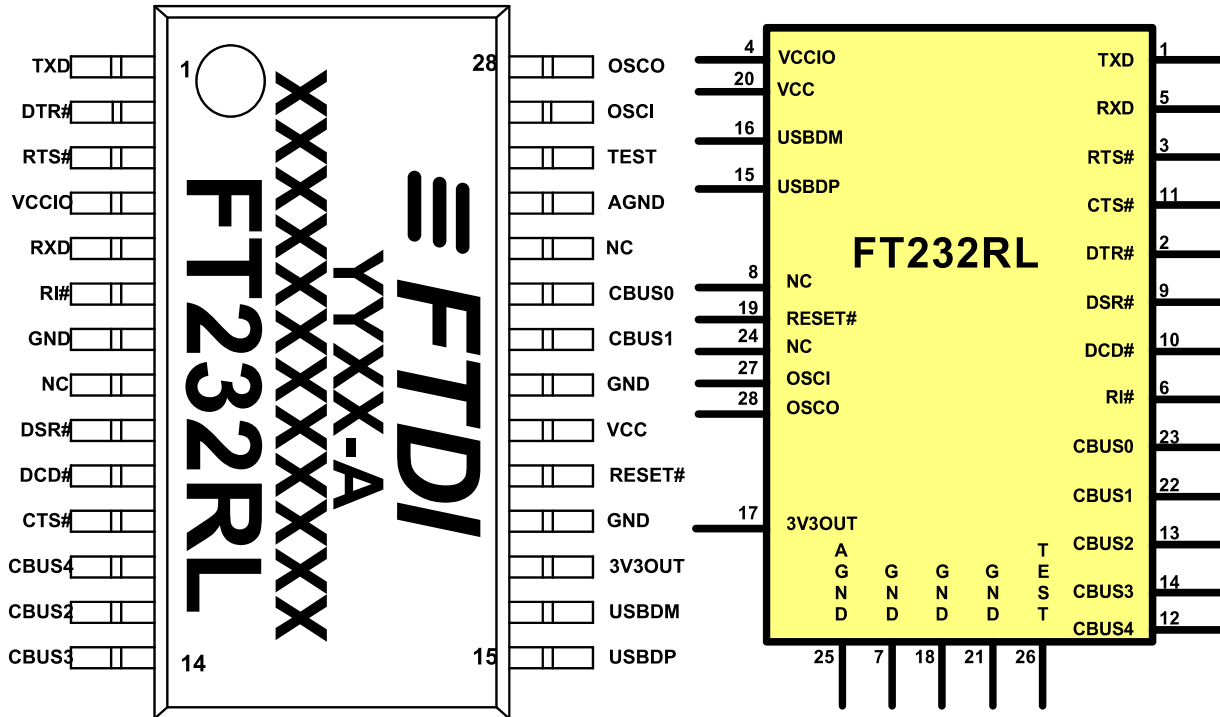 TXD
DTR#
RTS#
VCCIO
RXD
RI#
GND
NC
DSR#
DCD#
CTS#
CBUS4
CBUS2
CBUS3
1
28
14
15
FTDI
YYXX-A
XXXXXXXXXXXX
FT232RL
OSCO
OSCI
TEST
AGND
NC
CBUS0
CBUS1
GND
VCC
RESET#
GND
3V3OUT
USBDM
USBDP
4 VCCIO
20 VCC
16 USBDM
15 USBDP
8 NC
19 RESET#
24 NC
27 OSCI
28 OSCO
17 3V3OUT
FT232RL
TXD 1
RXD 5
RTS# 3
CTS# 11
DTR# 2
DSR# 9
DCD# 10
RI# 6
CBUS0 23
CBUS1 22
CBUS2 13
CBUS3 14
CBUS4 12
AGND
GND
GND
GND
TEST
25 7 18 21 26